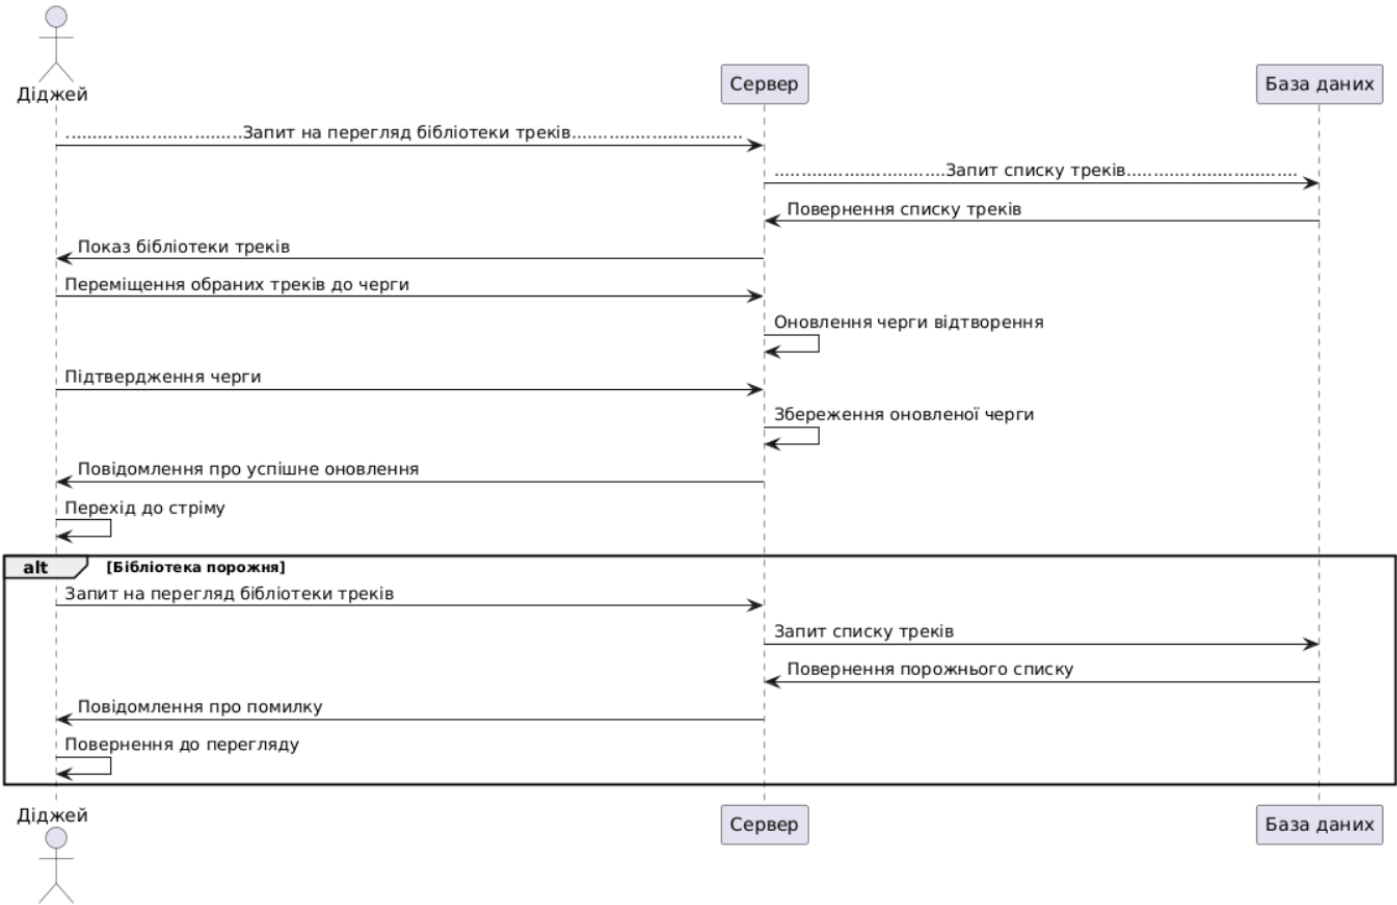 Діджей
Сервер
База даних
..................................Запит на перегляд бібліотеки треків.................................
.................................Запит списку треків.................................
Повернення списку треків
Показ бібліотеки треків
Переміщення обраних треків до черги
Оновлення черги відтворення
Підтвердження черги
Збереження оновленої черги
Повідомлення про успішне оновлення
Перехід до стріму
alt [Бібліотека порожня]
Запит на перегляд бібліотеки треків
Запит списку треків
Повернення порожнього списку
Повідомлення про помилку
Повернення до перегляду
Діджей
Сервер
База даних